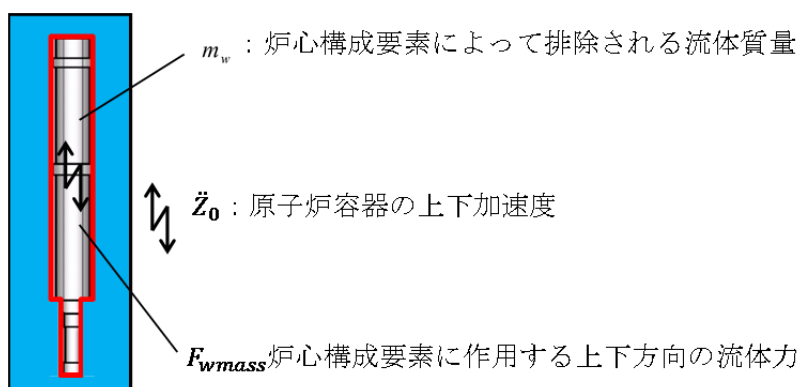 m_w：炉心構成要素によって排除される流体質量
Z̈₀：原子炉容器の上下加速度
F_wmass炉心構成要素に作用する上下方向の流体力